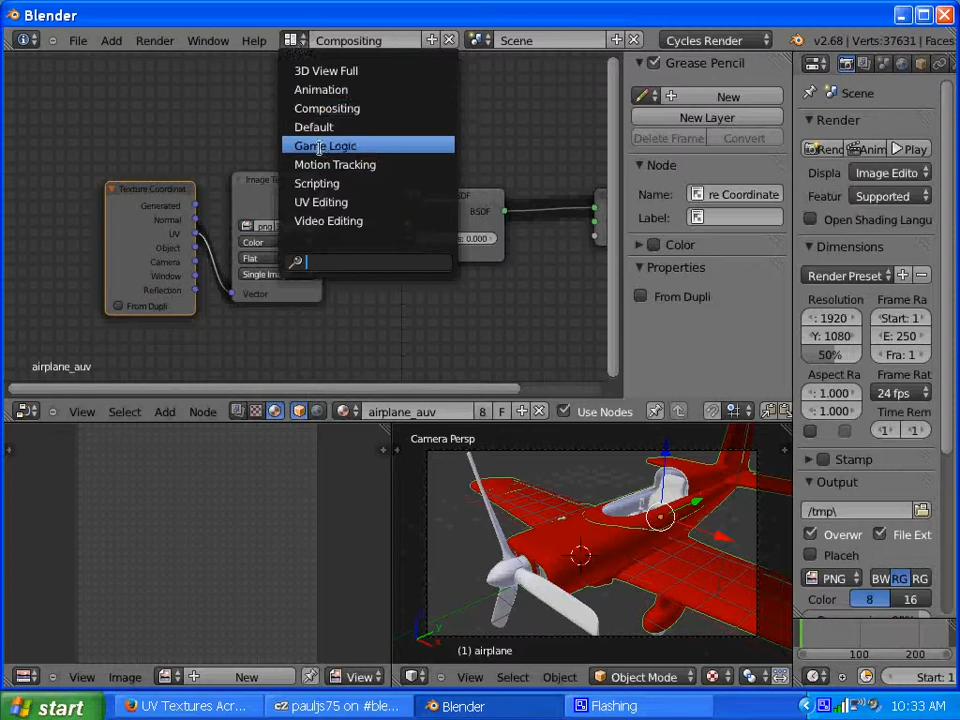 Blender
File Add Render Window Help Compositing Scene Cycles Render v2.68 | Verts:37631 | Faces:
3D View Full
Animation
Compositing
Default
Game Logic
Motion Tracking
Scripting
UV Editing
Video Editing
Texture Coordinat
Generated
Normal
UV
Object
Camera
Window
Reflection
From Dupli
Image Te
png
Color
Flat
Single Ima
Vector
BSDF
BSDF
s: 0.000
airplane_auv
Grease Pencil
New
New Layer
Delete Frame Convert
Node
Name: re Coordinate
Label:
Color
Properties
From Dupli
Scene
Render
Rend Anim Play
Displa Image Edito
Featur Supported
Open Shading Langu
Dimensions
Render Preset
Resolution Frame Ra
: 1920 Start: 1
Y: 1080 E: 250
50% Fra: 1
Aspect Ra Frame Rat
: 1.000 24 fps
: 1.000 Time Rem
1 1
Stamp
Output
/tmp\
Overwr File Ext
Placeh
PNG BW RG RG
Color 8 16
View Select Add Node airplane_auv 8 F Use Nodes
Camera Persp
(1) airplane
100 200
View Image New View
View Select Object Object Mode
Start: 1
start UV Textures Acr... pauljs75 on #ble... Blender Flashing 10:33 AM